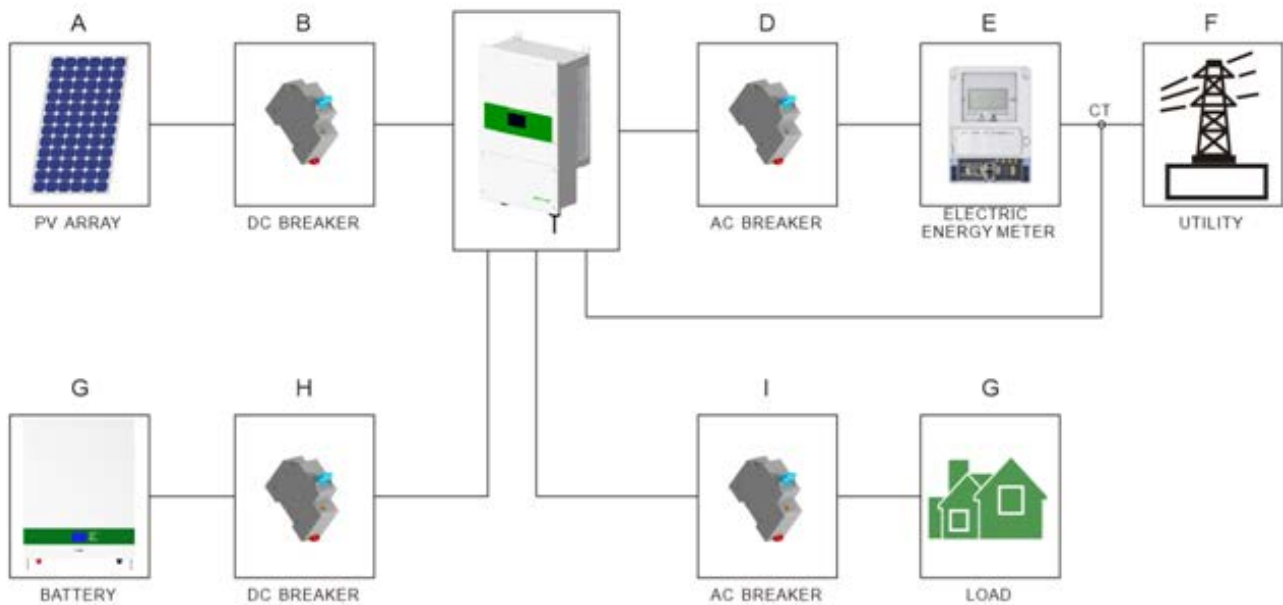 A
B
D
E
F
CT
PV ARRAY
DC BREAKER
AC BREAKER
ELECTRIC
ENERGY METER
UTILITY
G
H
I
G
BATTERY
DC BREAKER
AC BREAKER
LOAD